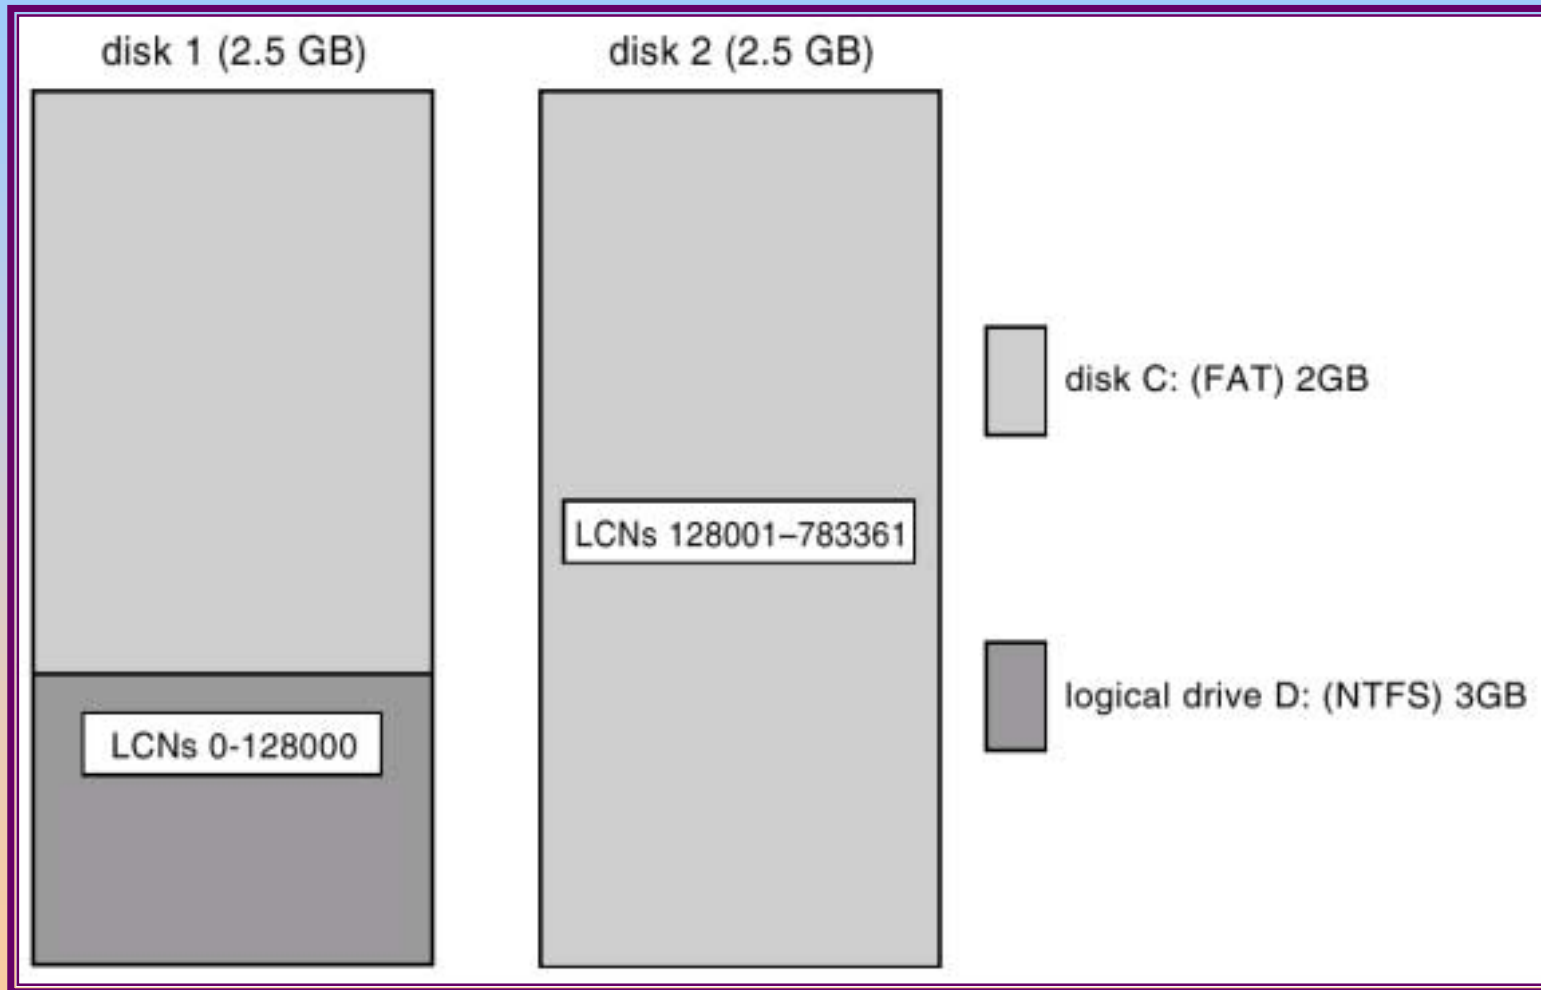 disk 1 (2.5 GB)
disk 2 (2.5 GB)
disk C: (FAT) 2GB
LCNs 128001–783361
logical drive D: (NTFS) 3GB
LCNs 0-128000